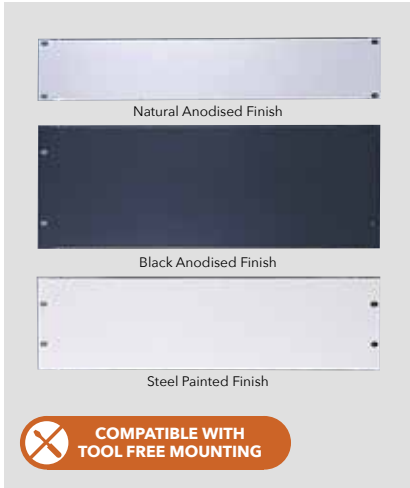 Natural Anodised Finish
Black Anodised Finish
Steel Painted Finish
COMPATIBLE WITH
TOOL FREE MOUNTING